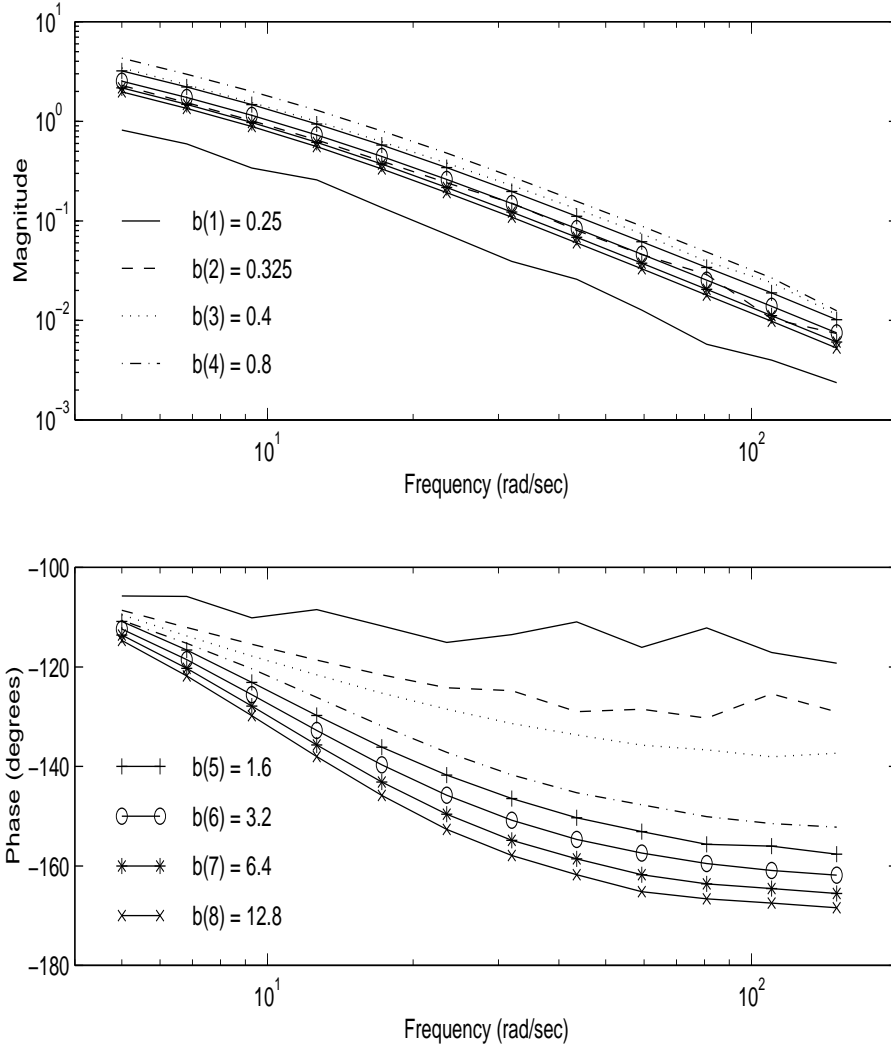 10^1
10^0
10^-1
10^-2
10^-3
Magnitude
b(1) = 0.25
b(2) = 0.325
b(3) = 0.4
b(4) = 0.8
10^1
10^2
Frequency (rad/sec)
−100
−120
−140
−160
−180
Phase (degrees)
b(5) = 1.6
b(6) = 3.2
b(7) = 6.4
b(8) = 12.8
10^1
10^2
Frequency (rad/sec)